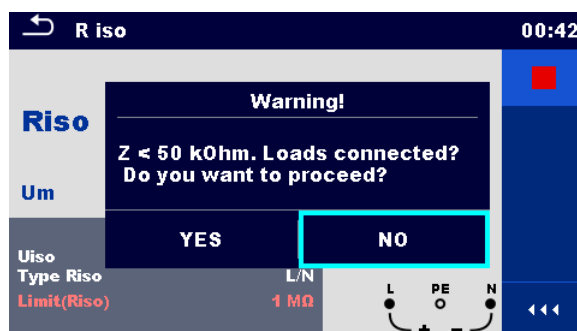 R iso
00:42
Riso
Um
Warning!
Z < 50 kOhm. Loads connected?
Do you want to proceed?
YES
NO
Uiso
Type Riso L/N
Limit(Riso) 1 MΩ
L PE N
+ -